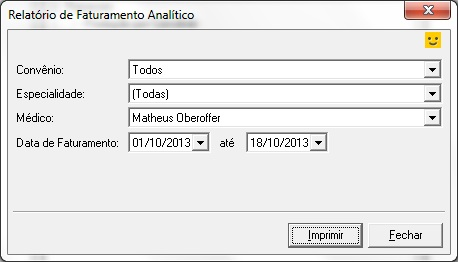 Relatório de Faturamento Analítico
Convênio: Todos
Especialidade: (Todas)
Médico: Matheus Oberoffer
Data de Faturamento: 01/10/2013 até 18/10/2013
Imprimir Fechar